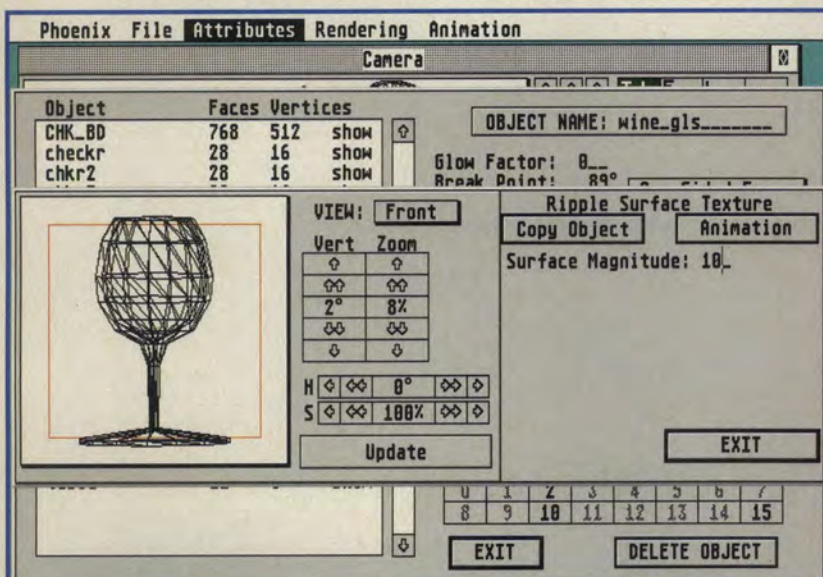 Phoenix File Attributes Rendering Animation
Camera
Object Faces Vertices
CHK_BD 768 512 show
checkr 28 16 show
chkr2 28 16 show
OBJECT NAME: wine_gls_______
Glow Factor: 0__
Break Point: 89°
VIEW: Front
Vert Zoom
2° 8%
H 0°
S 100%
Update
Ripple Surface Texture
Copy Object Animation
Surface Magnitude: 10_
EXIT
0 1 2 3 4 5 6 7
8 9 10 11 12 13 14 15
EXIT DELETE OBJECT